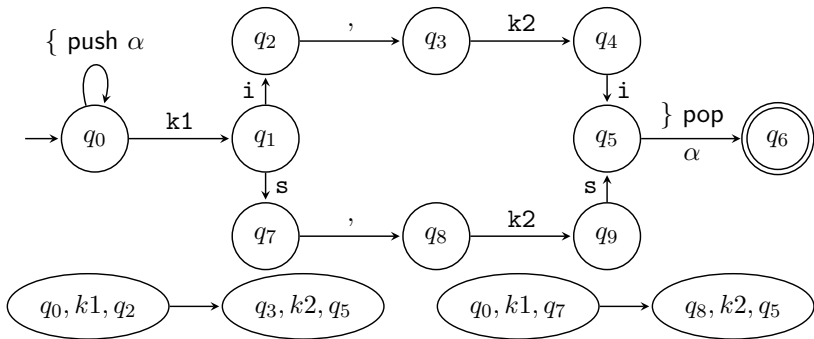 { push α
q2
,
q3
k2
q4
i
i
q0
k1
q1
q5
} pop
α
q6
s
s
q7
,
q8
k2
q9
q0, k1, q2
q3, k2, q5
q0, k1, q7
q8, k2, q5